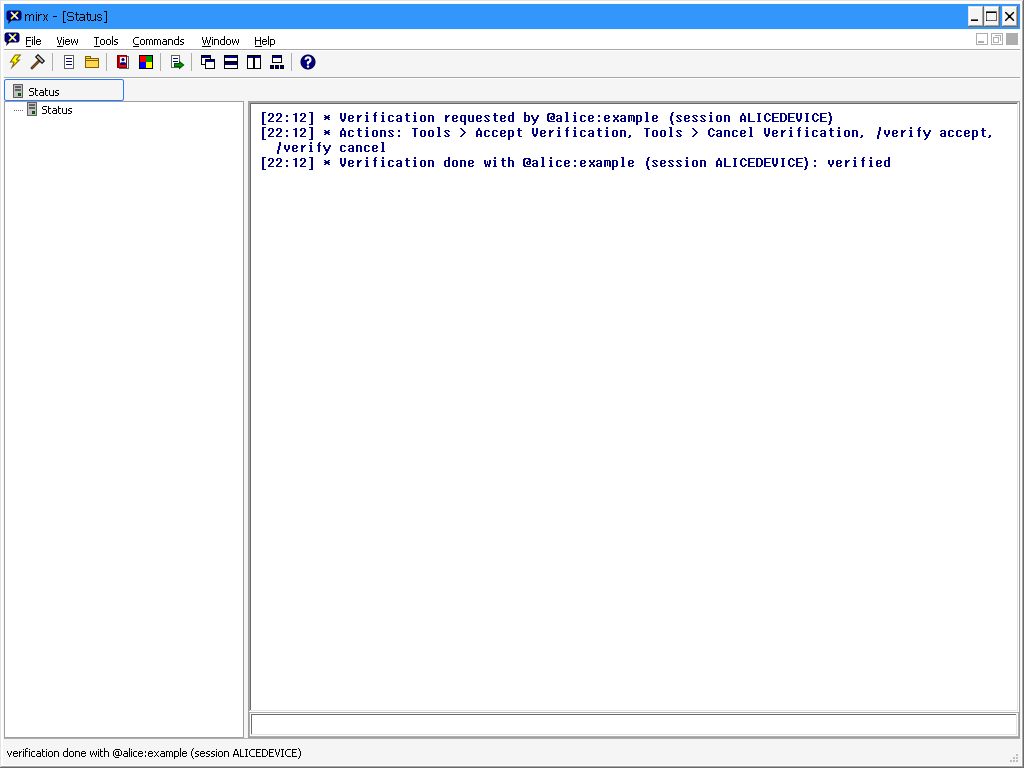 mirx - [Status]
File View Tools Commands Window Help
Status
Status
[22:12] * Verification requested by @alice:example (session ALICEDEVICE)
[22:12] * Actions: Tools > Accept Verification, Tools > Cancel Verification, /verify accept,
/verify cancel
[22:12] * Verification done with @alice:example (session ALICEDEVICE): verified
verification done with @alice:example (session ALICEDEVICE)